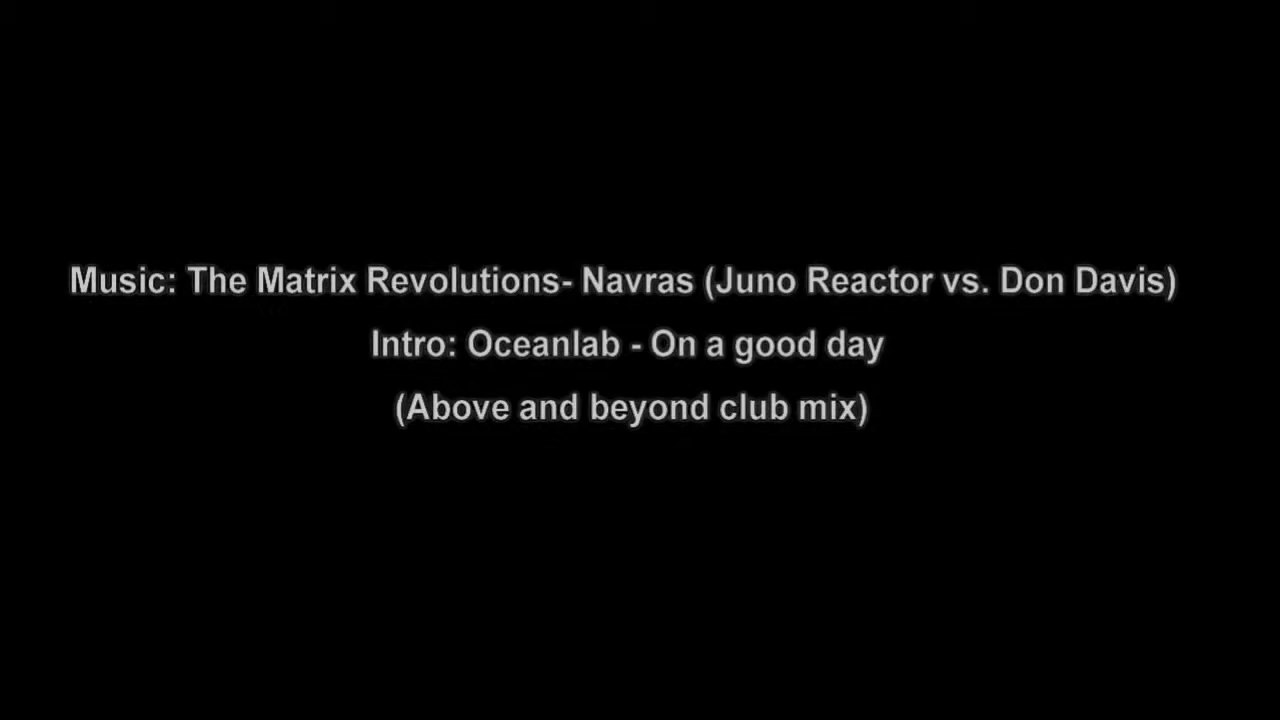 Music: The Matrix Revolutions- Navras (Juno Reactor vs. Don Davis)
Intro: Oceanlab - On a good day
(Above and beyond club mix)